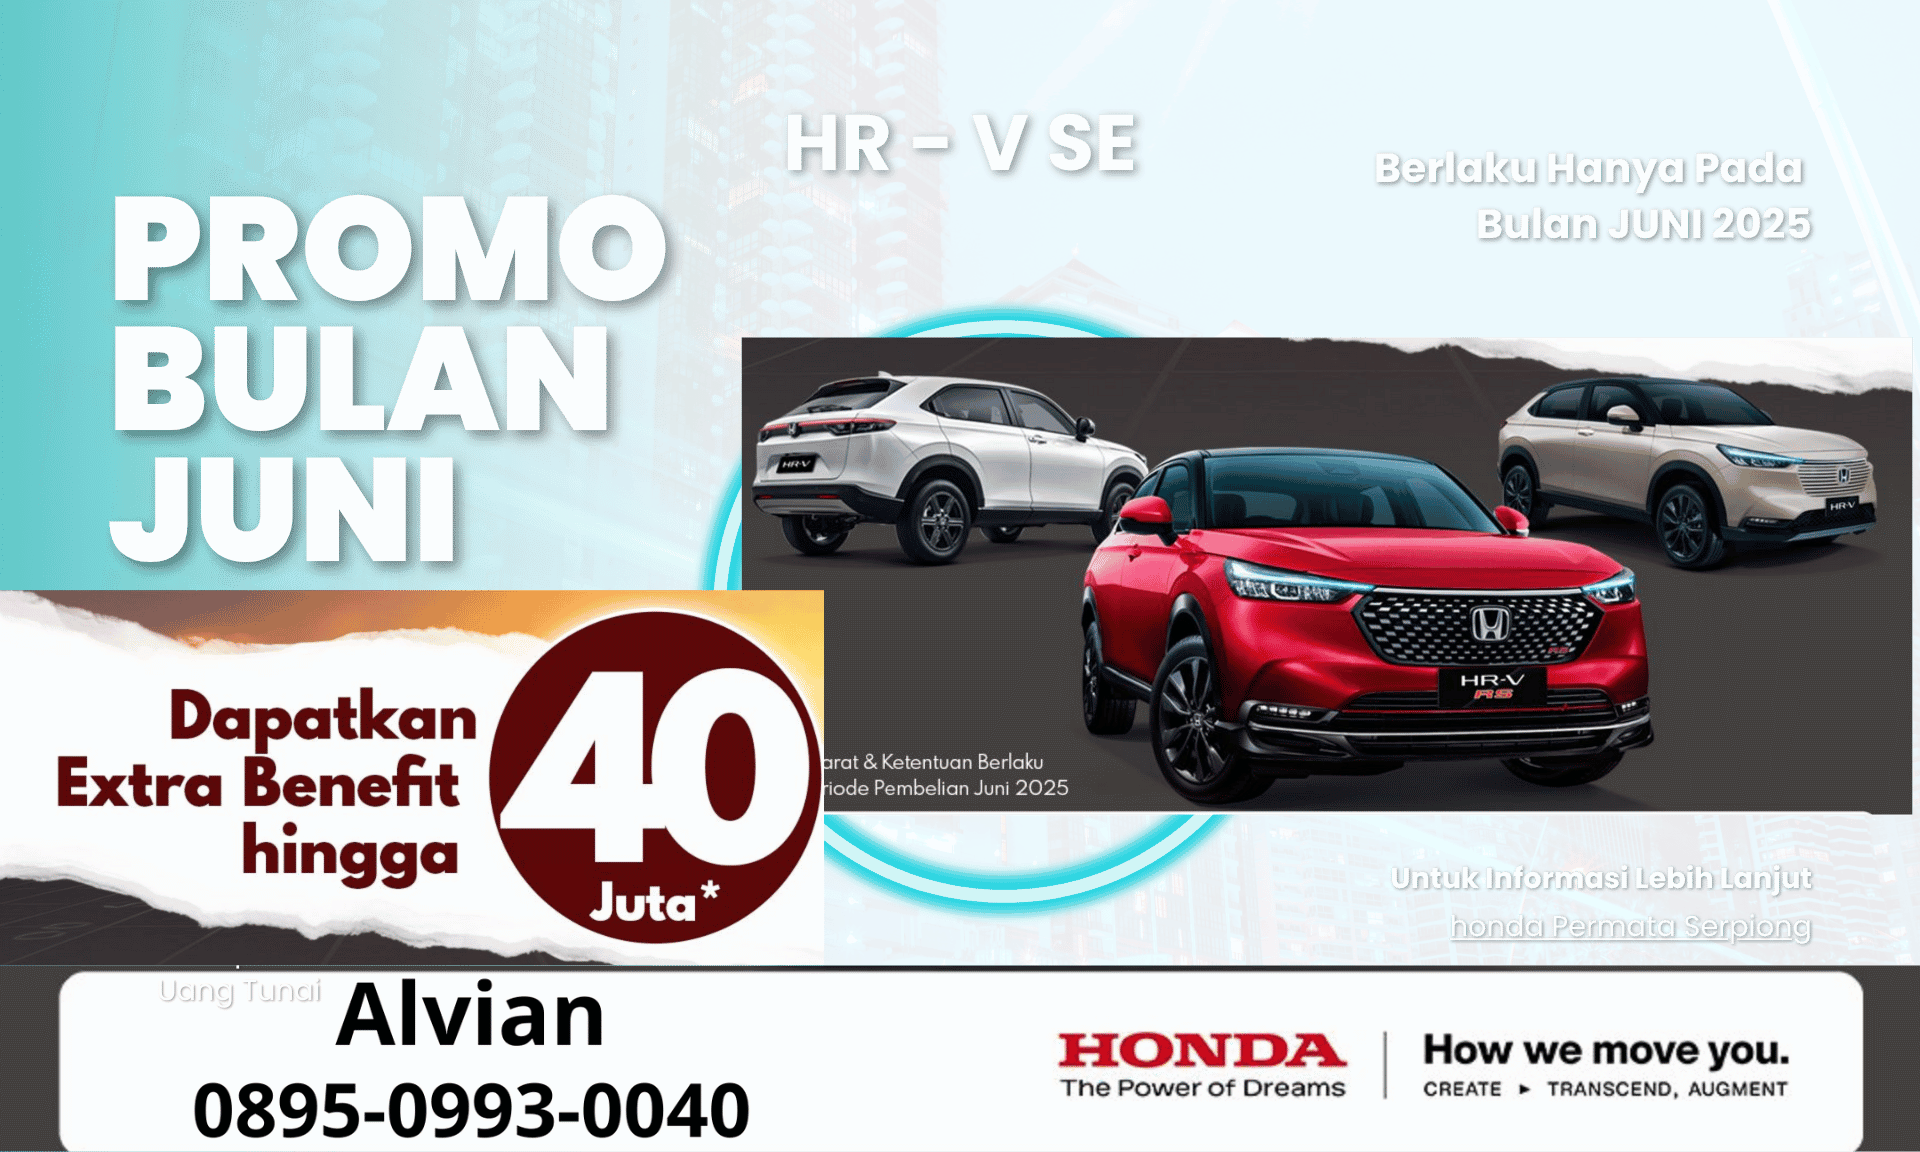 HR - V SE
Berlaku Hanya Pada
Bulan JUNI 2025
PROMO
BULAN
JUNI
HR-V
HR-V
HR-V
RS
RS
Dapatkan
Extra Benefit
hingga
40
Juta*
arat & Ketentuan Berlaku
riode Pembelian Juni 2025
Untuk Informasi Lebih Lanjut
honda Permata Serpiong
Uang Tunai
Alvian
0895-0993-0040
HONDA
The Power of Dreams
How we move you.
CREATE ► TRANSCEND, AUGMENT